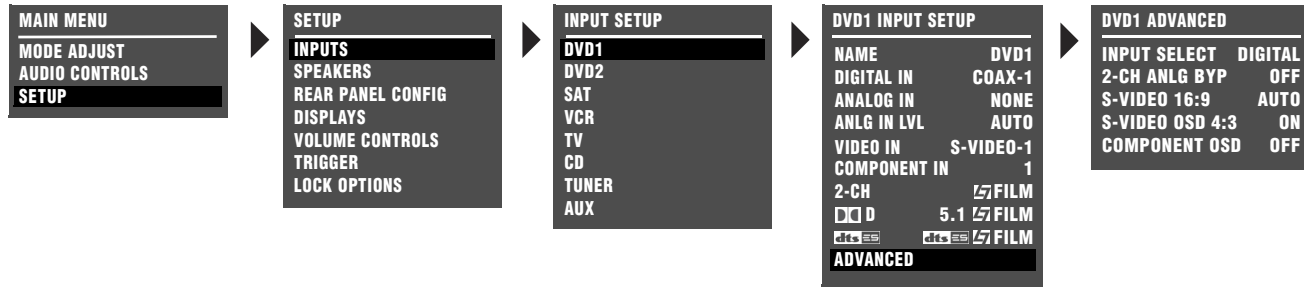 MAIN MENU
MODE ADJUST
AUDIO CONTROLS
SETUP
SETUP
INPUTS
SPEAKERS
REAR PANEL CONFIG
DISPLAYS
VOLUME CONTROLS
TRIGGER
LOCK OPTIONS
INPUT SETUP
DVD1
DVD2
SAT
VCR
TV
CD
TUNER
AUX
DVD1 INPUT SETUP
NAME DVD1
DIGITAL IN COAX-1
ANALOG IN NONE
ANLG IN LVL AUTO
VIDEO IN S-VIDEO-1
COMPONENT IN 1
2-CH L7 FILM
D 5.1 L7 FILM
dts ES dts ES L7 FILM
ADVANCED
DVD1 ADVANCED
INPUT SELECT DIGITAL
2-CH ANLG BYP OFF
S-VIDEO 16:9 AUTO
S-VIDEO OSD 4:3 ON
COMPONENT OSD OFF